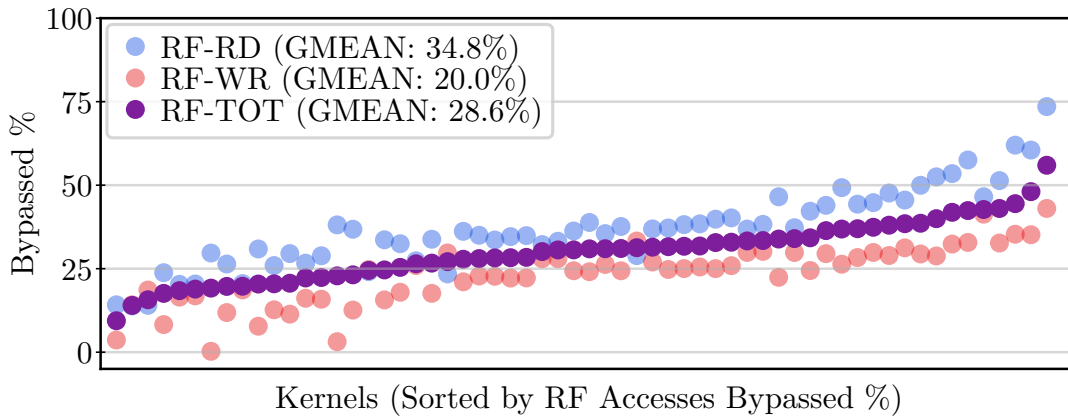 100
75
50
25
0
Bypassed %
RF-RD (GMEAN: 34.8%)
RF-WR (GMEAN: 20.0%)
RF-TOT (GMEAN: 28.6%)
Kernels (Sorted by RF Accesses Bypassed %)